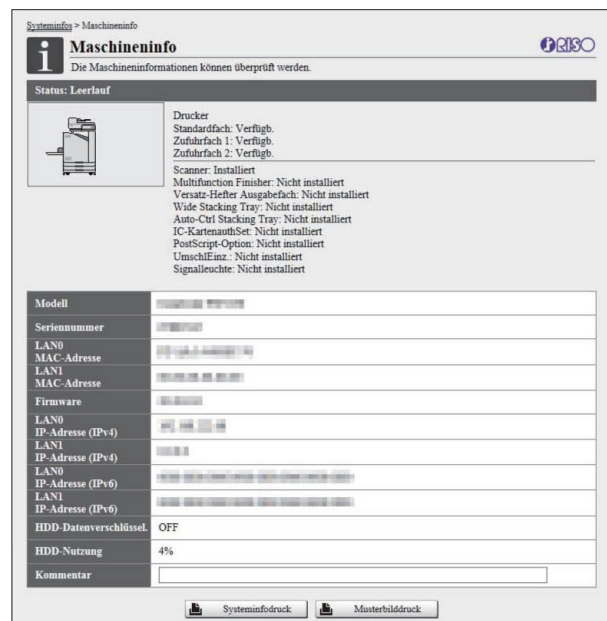 Systeminfos > Maschineninfo
Maschineninfo
RISO
Die Maschineninformationen können überprüft werden.
Status: Leerlauf
Drucker
Standardfach: Verfügb.
Zufuhrfach 1: Verfügb.
Zufuhrfach 2: Verfügb.
Scanner: Installiert
Multifunction Finisher: Nicht installiert
Versatz-Hefter Ausgabefach: Nicht installiert
Wide Stacking Tray: Nicht installiert
Auto-Ctrl Stacking Tray: Nicht installiert
IC-KartenauthSet: Nicht installiert
PostScript-Option: Nicht installiert
UmschlEinz.: Nicht installiert
Signalleuchte: Nicht installiert
Modell
Seriennummer
LAN0
MAC-Adresse
LAN1
MAC-Adresse
Firmware
LAN0
IP-Adresse (IPv4)
LAN1
IP-Adresse (IPv4)
LAN0
IP-Adresse (IPv6)
LAN1
IP-Adresse (IPv6)
HDD-Datenverschlüssel. OFF
HDD-Nutzung 4%
Kommentar
Systeminfodruck Musterbilddruck